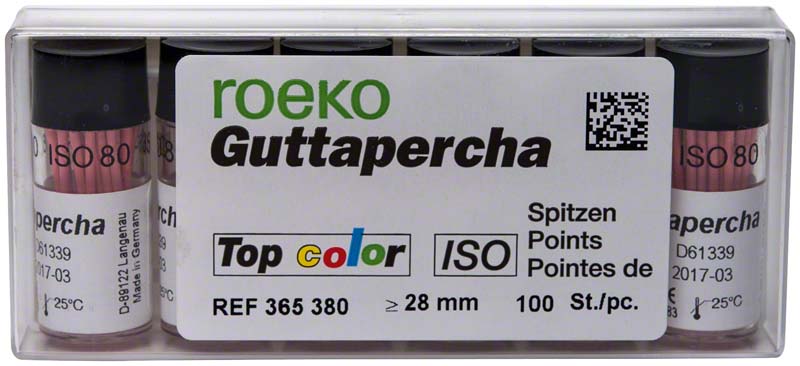 roeko
Guttapercha
Top color
ISO
Spitzen
Points
Pointes de
REF 365 380 ≥ 28 mm 100 St./pc.
ISO 80
percha
D61339
2017-03
25°C
D-89122 Langenau
Made in Germany
ISO 80
apercha
D61339
2017-03
25°C